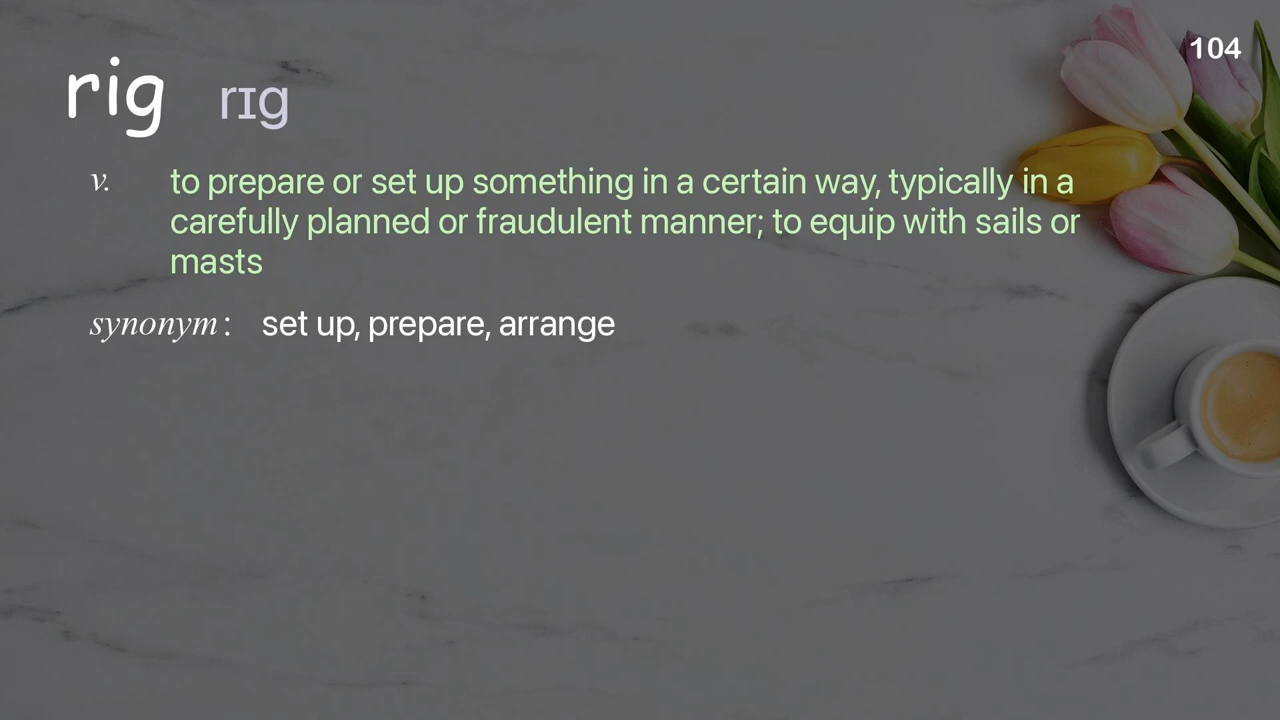 104
rig rɪg
v. to prepare or set up something in a certain way, typically in a
carefully planned or fraudulent manner; to equip with sails or
masts
synonym: set up, prepare, arrange